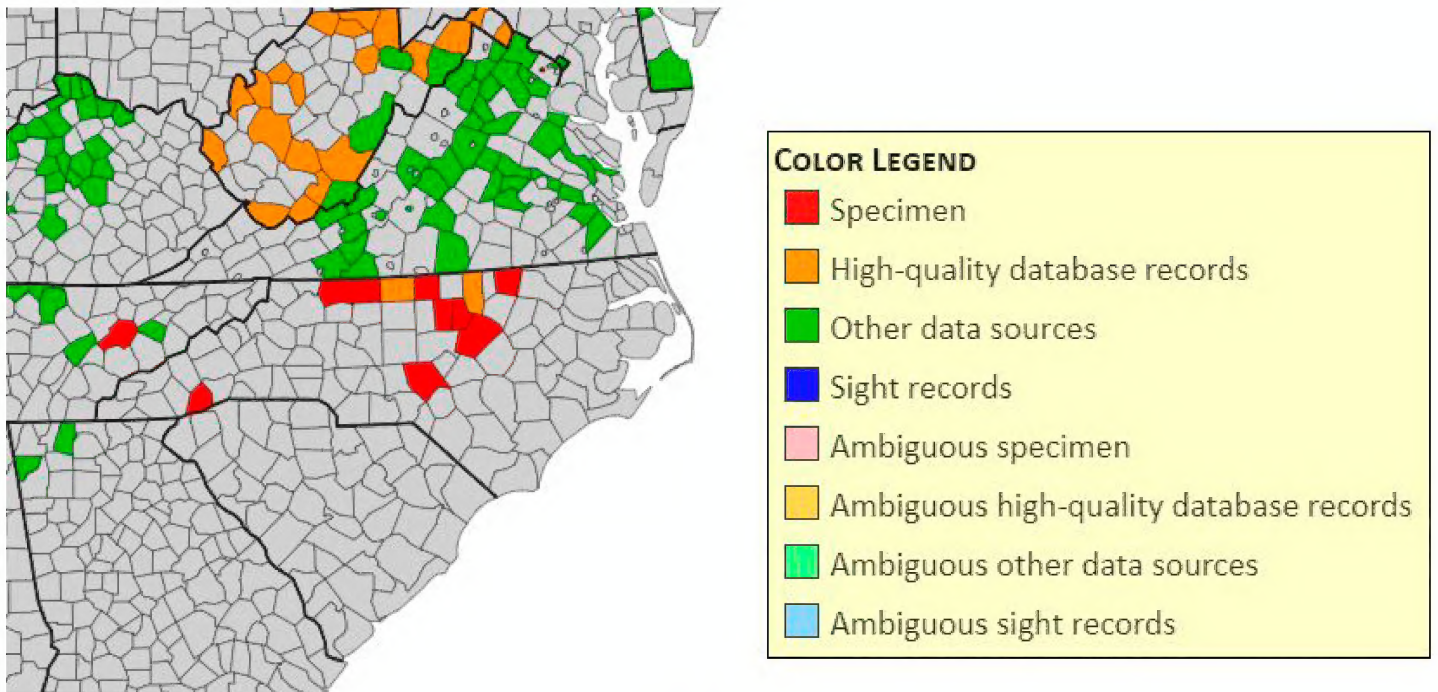 COLOR LEGEND
Specimen
High-quality database records
Other data sources
Sight records
Ambiguous specimen
Ambiguous high-quality database records
Ambiguous other data sources
Ambiguous sight records